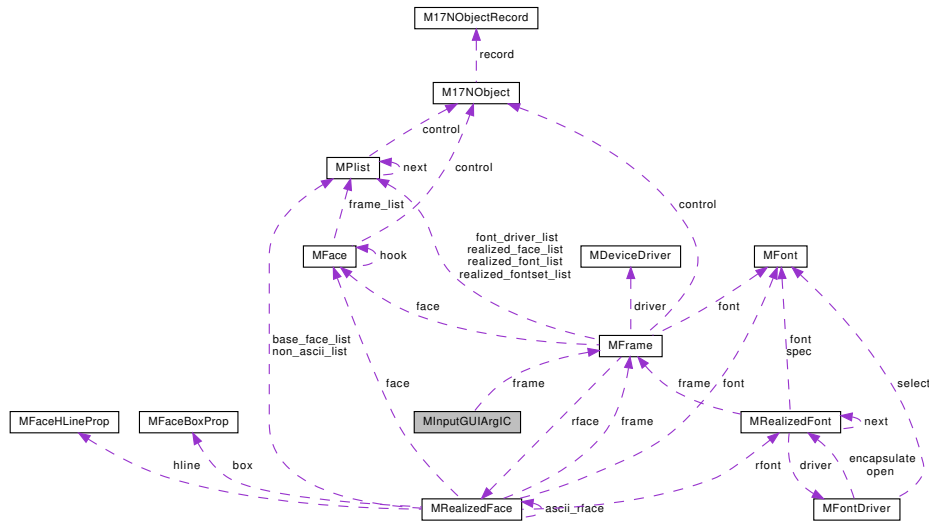 M17NObjectRecord
record
M17NObject
control
MPlist
next
control
frame_list
control
font_driver_list
realized_face_list
realized_font_list
realized_fontset_list
MFace
hook
MDeviceDriver
MFont
face
driver
font
base_face_list
non_ascii_list
font
spec
MFrame
face
frame
frame
font
select
MFaceHLineProp
MFaceBoxProp
MInputGUIArgIC
rface
frame
MRealizedFont
next
hline
box
rfont
driver
encapsulate
open
MRealizedFace
ascii_rface
MFontDriver